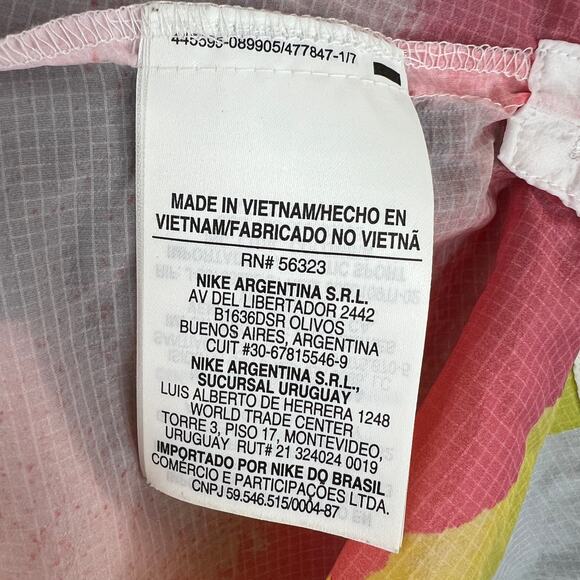 445595-089905/477847-1/7
MADE IN VIETNAM/HECHO EN
VIETNAM/FABRICADO NO VIETNÃ
RN# 56323
NIKE ARGENTINA S.R.L.
AV DEL LIBERTADOR 2442
B1636DSR OLIVOS
BUENOS AIRES, ARGENTINA
CUIT #30-67815546-9
NIKE ARGENTINA S.R.L.,
SUCURSAL URUGUAY
LUIS ALBERTO DE HERRERA 1248
WORLD TRADE CENTER
TORRE 3, PISO 17, MONTEVIDEO,
URUGUAY RUT# 21 324024 0019
IMPORTADO POR NIKE DO BRASIL
COMÉRCIO E PARTICIPAÇÕES LTDA.
CNPJ 59.546.515/0004-87